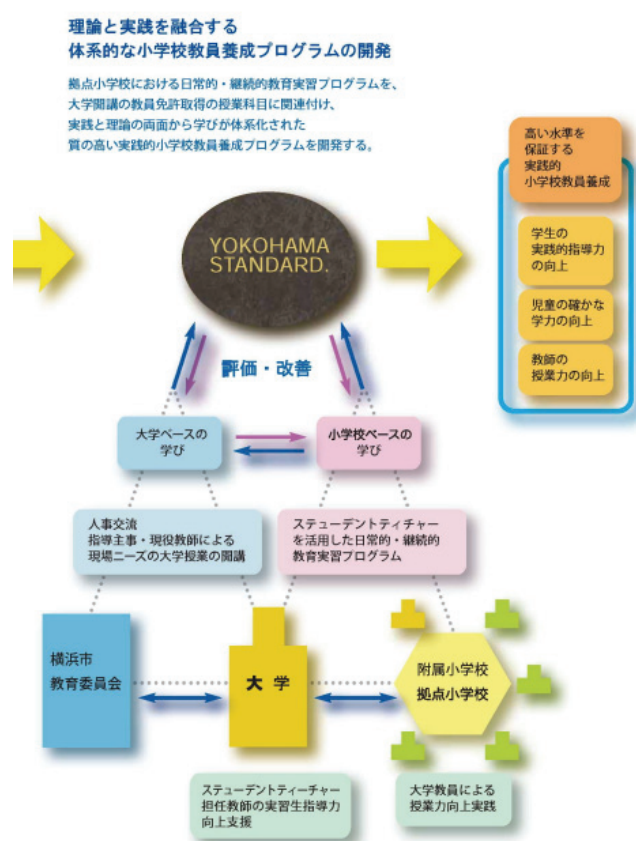 理論と実践を融合する
体系的な小学校教員養成プログラムの開発
拠点小学校における日常的・継続的教育実習プログラムを、
大学開講の教員免許取得の授業科目に関連付け、
実践と理論の両面から学びが体系化された
質の高い実践的小学校教員養成プログラムを開発する。
高い水準を
保証する
実践的
小学校教員養成
学生の
実践的指導力
の向上
児童の確かな
学力の向上
教師の
授業力の向上
YOKOHAMA
STANDARD.
評価・改善
大学ベースの
学び
小学校ベースの
学び
人事交流
指導主事・現役教師による
現場ニーズの大学授業の開講
ステューデントティチャー
を活用した日常的・継続的
教育実習プログラム
横浜市
教育委員会
大学
附属小学校
拠点小学校
ステューデントティーチャー
担任教師の実習生指導力
向上支援
大学教員による
授業力向上実践